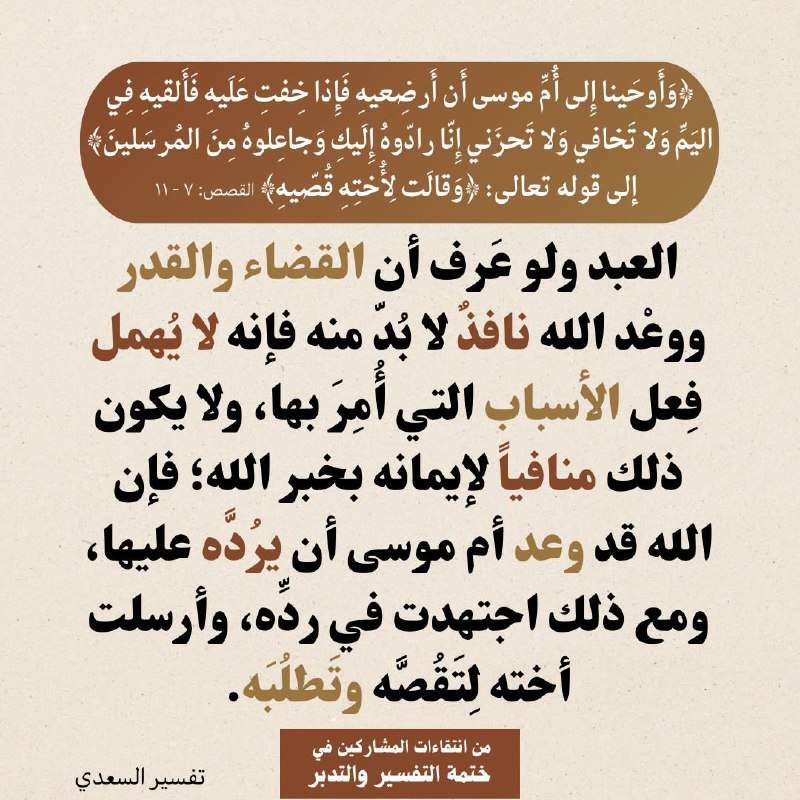 ﴿وَأَوحَينا إِلى أُمِّ موسى أَن أَرضِعيهِ فَإِذا خِفتِ عَلَيهِ فَأَلقيهِ فِي
اليَمِّ وَلا تَخافي وَلا تَحزَني إِنّا رادّوهُ إِلَيكِ وَجاعِلوهُ مِنَ المُرسَلينَ﴾
إلى قوله تعالى: ﴿وَقالَت لِأُختِهِ قُصّيهِ﴾ القصص: ٧ - ١١
العبد ولو عَرف أن القضاء والقدر
ووعْد الله نافذٌ لا بُدّ منه فإنه لا يُهمل
فِعل الأسباب التي أُمِرَ بها، ولا يكون
ذلك منافياً لإيمانه بخبر الله؛ فإن
الله قد وعد أم موسى أن يرُدَّه عليها،
ومع ذلك اجتهدت في ردِّه، وأرسلت
أخته لِتَقُصَّه وتَطلُبَه.
من انتقاءات المشاركين في
ختمة التفسير والتدبر
تفسير السعدي